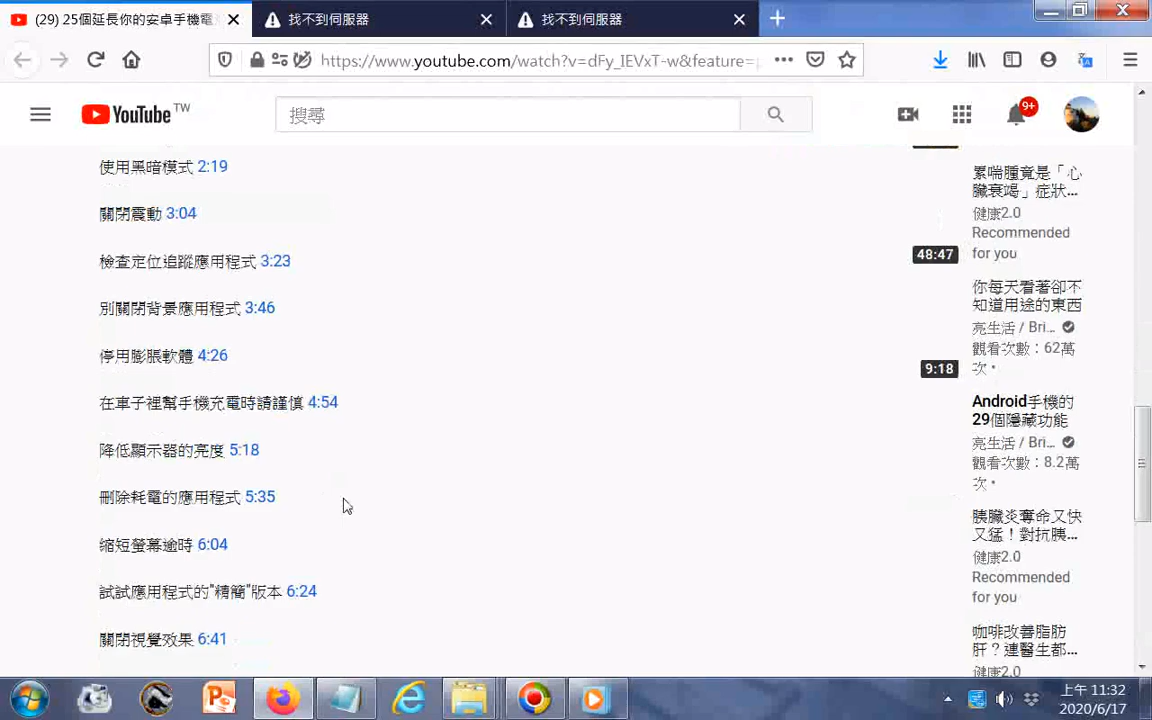 (29) 25個延長你的安卓手機電
找不到伺服器
找不到伺服器
https://www.youtube.com/watch?v=dFy_IEVxT-w&feature=
YouTube TW
搜尋
9+
使用黑暗模式 2:19
關閉震動 3:04
檢查定位追蹤應用程式 3:23
別關閉背景應用程式 3:46
停用膨脹軟體 4:26
在車子裡幫手機充電時請謹慎 4:54
降低顯示器的亮度 5:18
刪除耗電的應用程式 5:35
缩短螢幕逾時 6:04
試試應用程式的"精簡"版本 6:24
關閉視覺效果 6:41
累喘腫竟是「心
臟衰竭」症狀...
健康2.0
Recommended
for you
48:47
你每天看著卻不
知道用途的東西
亮生活 / Bri...
觀看次數：62萬
次・
9:18
Android手機的
29個隱藏功能
亮生活 / Bri...
觀看次數：8.2萬
次・
胰臟炎奪命又快
又猛！對抗胰...
健康2.0
Recommended
for you
咖啡改善脂肪
肝？連醫生都...
健康2.0
上午 11:32
2020/6/17